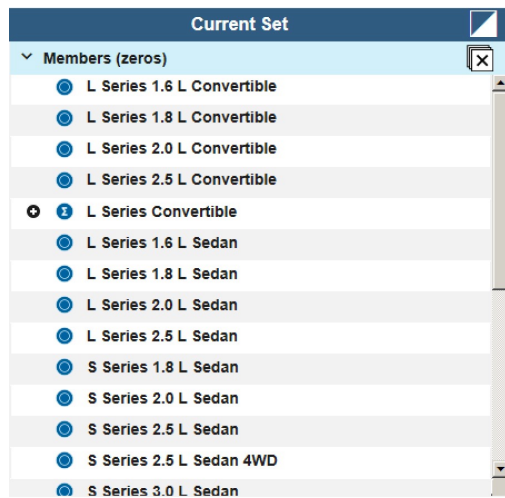 Current Set
Members (zeros)
L Series 1.6 L Convertible
L Series 1.8 L Convertible
L Series 2.0 L Convertible
L Series 2.5 L Convertible
L Series Convertible
L Series 1.6 L Sedan
L Series 1.8 L Sedan
L Series 2.0 L Sedan
L Series 2.5 L Sedan
S Series 1.8 L Sedan
S Series 2.0 L Sedan
S Series 2.5 L Sedan
S Series 2.5 L Sedan 4WD
S Series 3.0 L Sedan